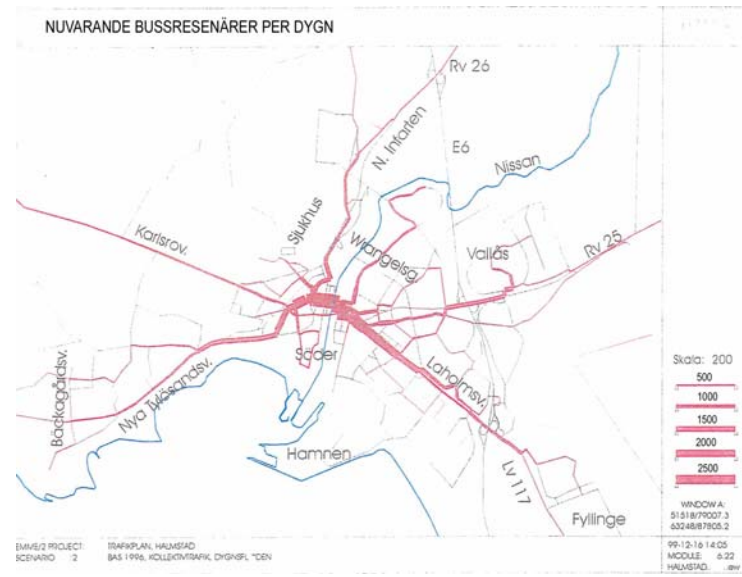 NUVARANDE BUSSRESENÄRER PER DYGN
Rv 26
N. Infarten
E6
Nissan
Sjukhus
Karlsrov.
Wrangelsg.
Vallås
Rv 25
Söder
Laholmsv.
Bäckagårdsv.
Nya Tylösandsv.
Hamnen
Lv 117
Fyllinge
Skala: 200
500
1000
1500
2000
2500
WINDOW A:
51518/79007.3
63248/87805.2
EMME/2 PROJECT: TRAFIKPLAN, HALMSTAD
SCENARIO 2 BAS 1996, KOLLEKTIVTRAFIK, DYGNSFL
99-12-16 14:05
MODULE: 6.22
HALMSTAD